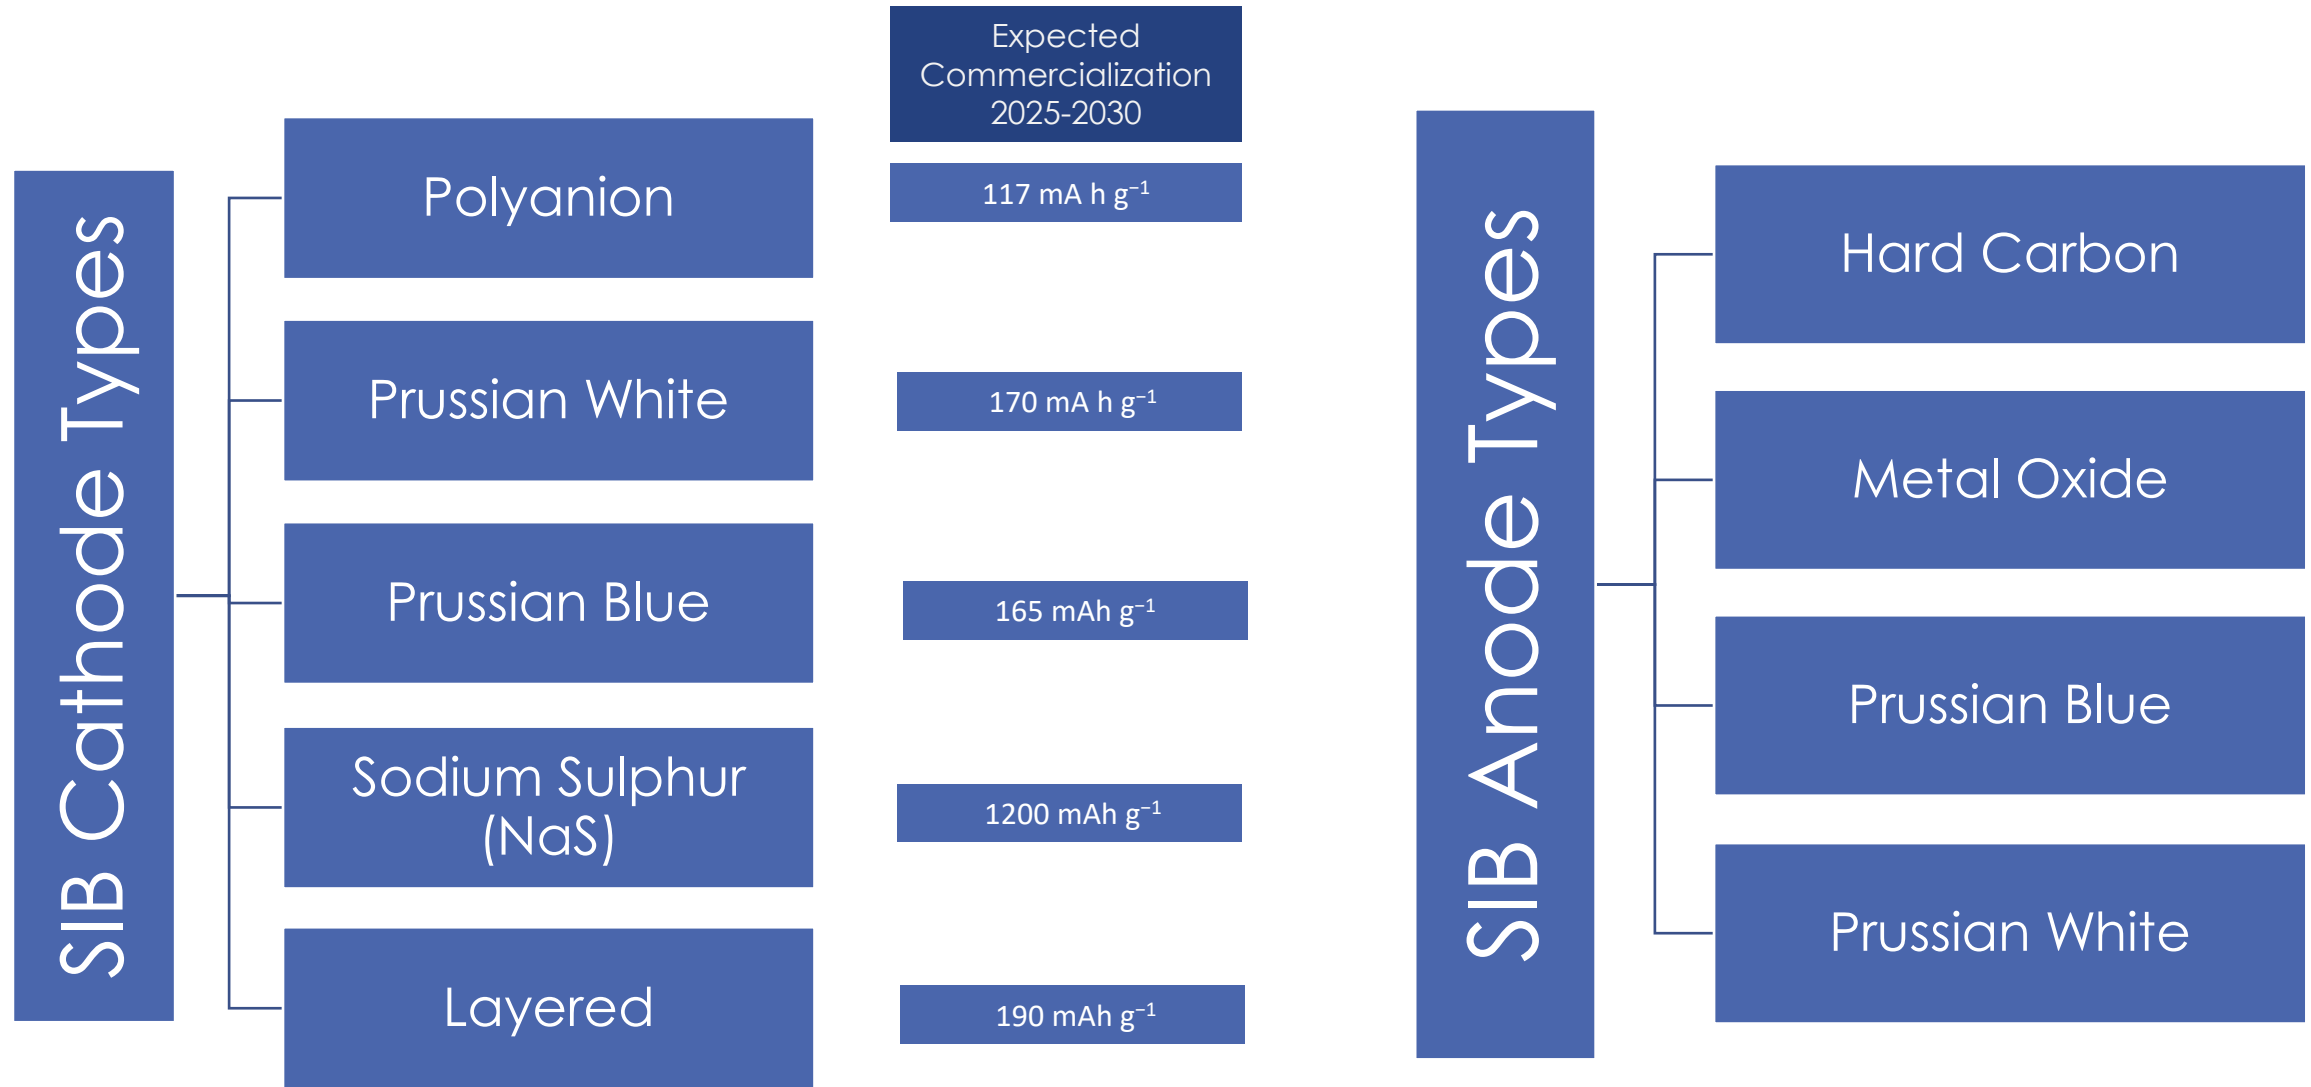 SIB Cathode Types
Expected
Commercialization
2025-2030
Polyanion
117 mA h g⁻¹
Prussian White
170 mA h g⁻¹
Prussian Blue
165 mAh g⁻¹
Sodium Sulphur
(NaS)
1200 mAh g⁻¹
Layered
190 mAh g⁻¹
SIB Anode Types
Hard Carbon
Metal Oxide
Prussian Blue
Prussian White